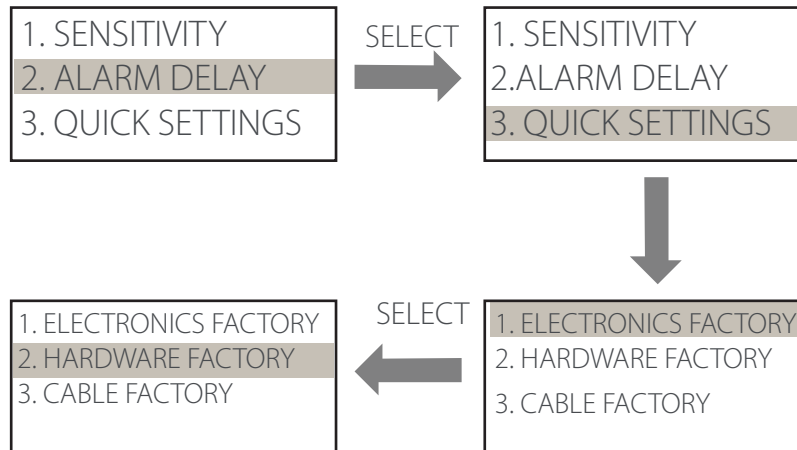 1. SENSITIVITY
2. ALARM DELAY
3. QUICK SETTINGS
SELECT
1. SENSITIVITY
2.ALARM DELAY
3. QUICK SETTINGS
1. ELECTRONICS FACTORY
2. HARDWARE FACTORY
3. CABLE FACTORY
SELECT
1. ELECTRONICS FACTORY
2. HARDWARE FACTORY
3. CABLE FACTORY